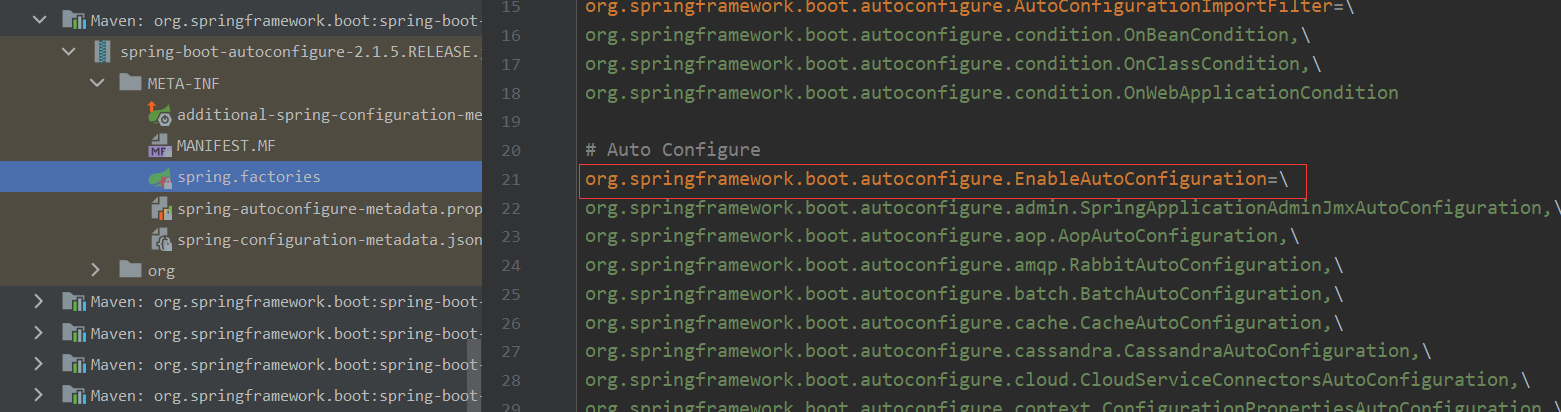 Maven: org.springframework.boot:spring-boot-
spring-boot-autoconfigure-2.1.5.RELEASE.
META-INF
additional-spring-configuration-me
MANIFEST.MF
spring.factories
spring-autoconfigure-metadata.prop
spring-configuration-metadata.json
org
Maven: org.springframework.boot:spring-boot-
Maven: org.springframework.boot:spring-boot-
Maven: org.springframework.boot:spring-boot-
Maven: org.springframework.boot:spring-boot-
15 org.springframework.boot.autoconfigure.AutoConfigurationImportFilter=\
16 org.springframework.boot.autoconfigure.condition.OnBeanCondition,\
17 org.springframework.boot.autoconfigure.condition.OnClassCondition,\
18 org.springframework.boot.autoconfigure.condition.OnWebApplicationCondition
19
20 # Auto Configure
21 org.springframework.boot.autoconfigure.EnableAutoConfiguration=\
22 org.springframework.boot.autoconfigure.admin.SpringApplicationAdminJmxAutoConfiguration,\
23 org.springframework.boot.autoconfigure.aop.AopAutoConfiguration,\
24 org.springframework.boot.autoconfigure.amqp.RabbitAutoConfiguration,\
25 org.springframework.boot.autoconfigure.batch.BatchAutoConfiguration,\
26 org.springframework.boot.autoconfigure.cache.CacheAutoConfiguration,\
27 org.springframework.boot.autoconfigure.cassandra.CassandraAutoConfiguration,\
28 org.springframework.boot.autoconfigure.cloud.CloudServiceConnectorsAutoConfiguration,\
29 org.springframework.boot.autoconfigure.context.ConfigurationPropertiesAutoConfiguration,\